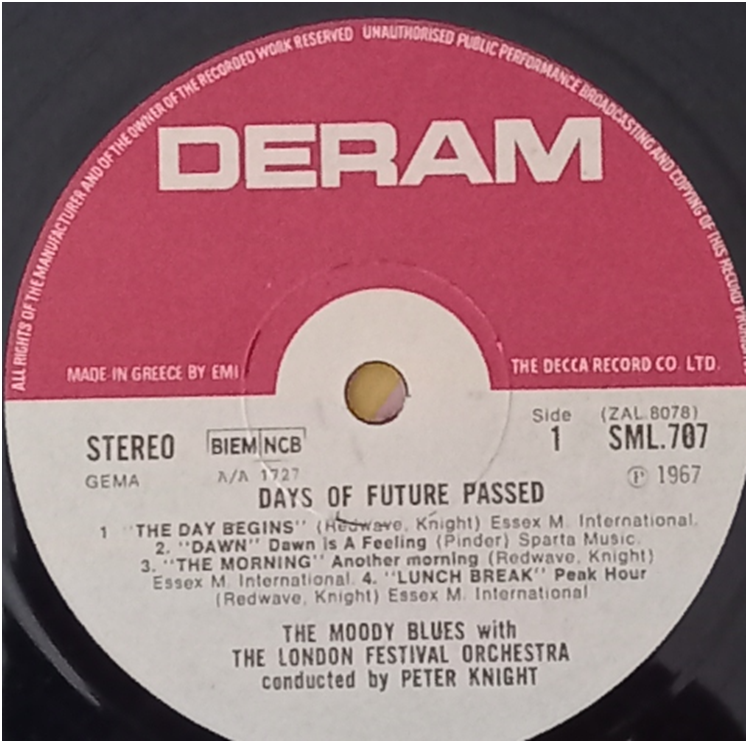 ALL RIGHTS OF THE MANUFACTURER AND OF THE OWNER OF THE RECORDED WORK RESERVED UNAUTHORISED PUBLIC PERFORMANCE BROADCASTING AND COPYING OF THIS RECORD
DERAM
MADE IN GREECE BY EMI
THE DECCA RECORD CO. LTD.
Side (ZAL.8078)
STEREO BIEM NCB 1 SML.707
GEMA A/A 1727 ℗ 1967
DAYS OF FUTURE PASSED
1 "THE DAY BEGINS" (Redwave, Knight) Essex M. International.
2. "DAWN" Dawn Is A Feeling (Pinder) Sparta Music.
3. "THE MORNING" Another morning (Redwave, Knight)
Essex M. International. 4. "LUNCH BREAK" Peak Hour
(Redwave, Knight) Essex M. International
THE MOODY BLUES with
THE LONDON FESTIVAL ORCHESTRA
conducted by PETER KNIGHT